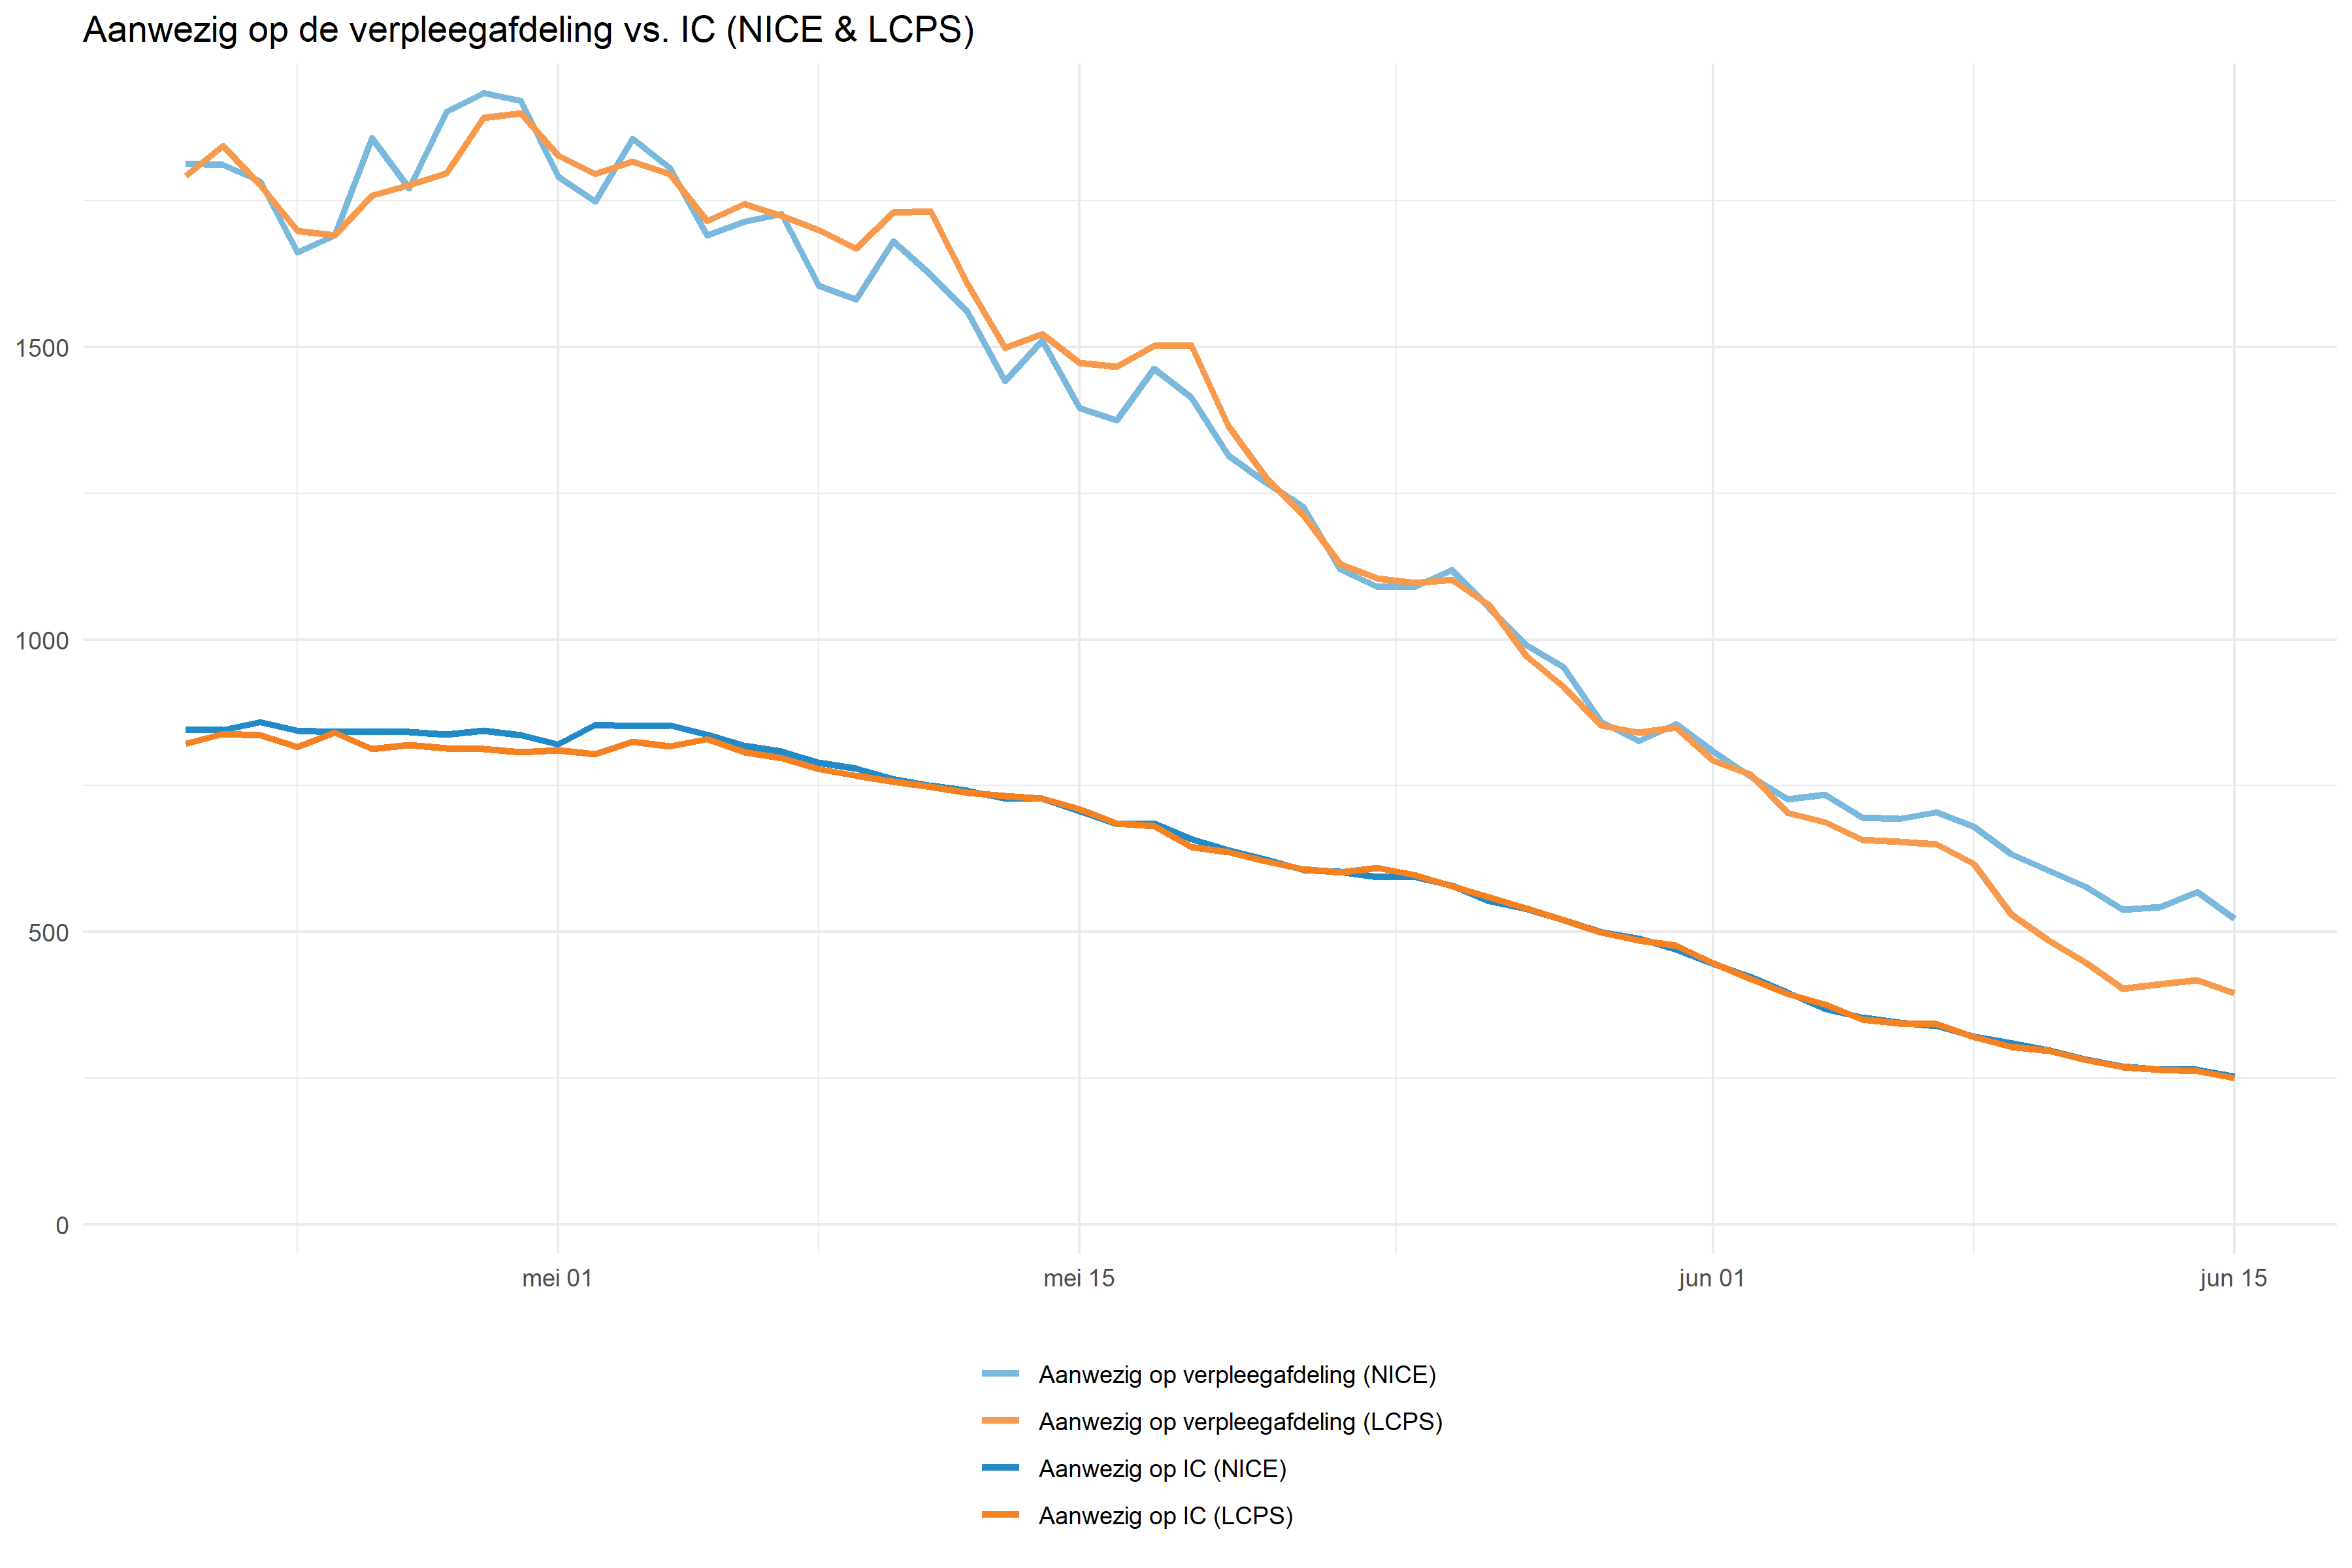 Aanwezig op de verpleegafdeling vs. IC (NICE & LCPS)
1500
1000
500
0
mei 01 mei 15 jun 01 jun 15
Aanwezig op verpleegafdeling (NICE)
Aanwezig op verpleegafdeling (LCPS)
Aanwezig op IC (NICE)
Aanwezig op IC (LCPS)